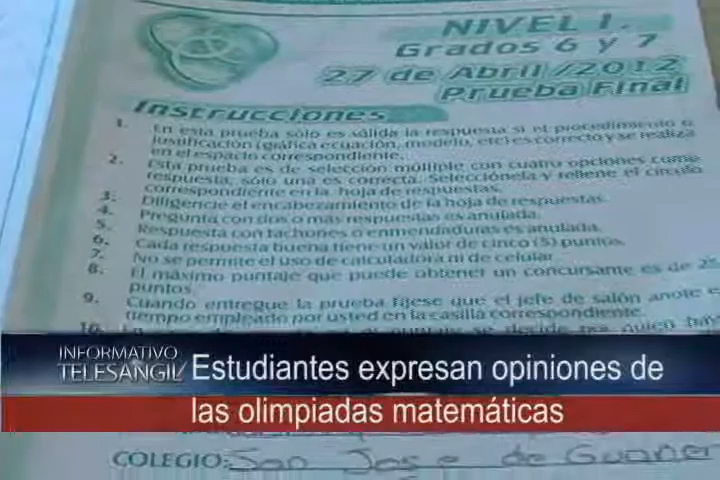 NIVEL I.
Grados 6 y 7
27 de Abril /2012
Prueba Final
Instrucciones
1. En esta prueba sólo es válida la respuesta si el procedimiento o
justificación (gráfica ecuación, modelo, etc) es correcto y se realiza
en el espacio correspondiente.
2. Esta prueba es de selección múltiple con cuatro opciones como
respuesta, sólo una es correcta. Selecciónela y rellene el círculo
correspondiente en la hoja de respuestas.
3. Diligencie el encabezamiento de la hoja de respuestas.
4. Pregunta con dos o más respuestas es anulada.
5. Respuesta con tachones o enmendaduras es anulada.
6. Cada respuesta buena tiene un valor de cinco (5) puntos.
7. No se permite el uso de calculadora ni de celular.
8. El máximo puntaje que puede obtener un concursante es de 25
puntos.
9. Cuando entregue la prueba fíjese que el jefe de salón anote e
tiempo empleado por usted en la casilla correspondiente.
10.
INFORMATIVO
TELESANGIL
Estudiantes expresan opiniones de
las olimpiadas matemáticas
COLEGIO: San Jose de Guaner